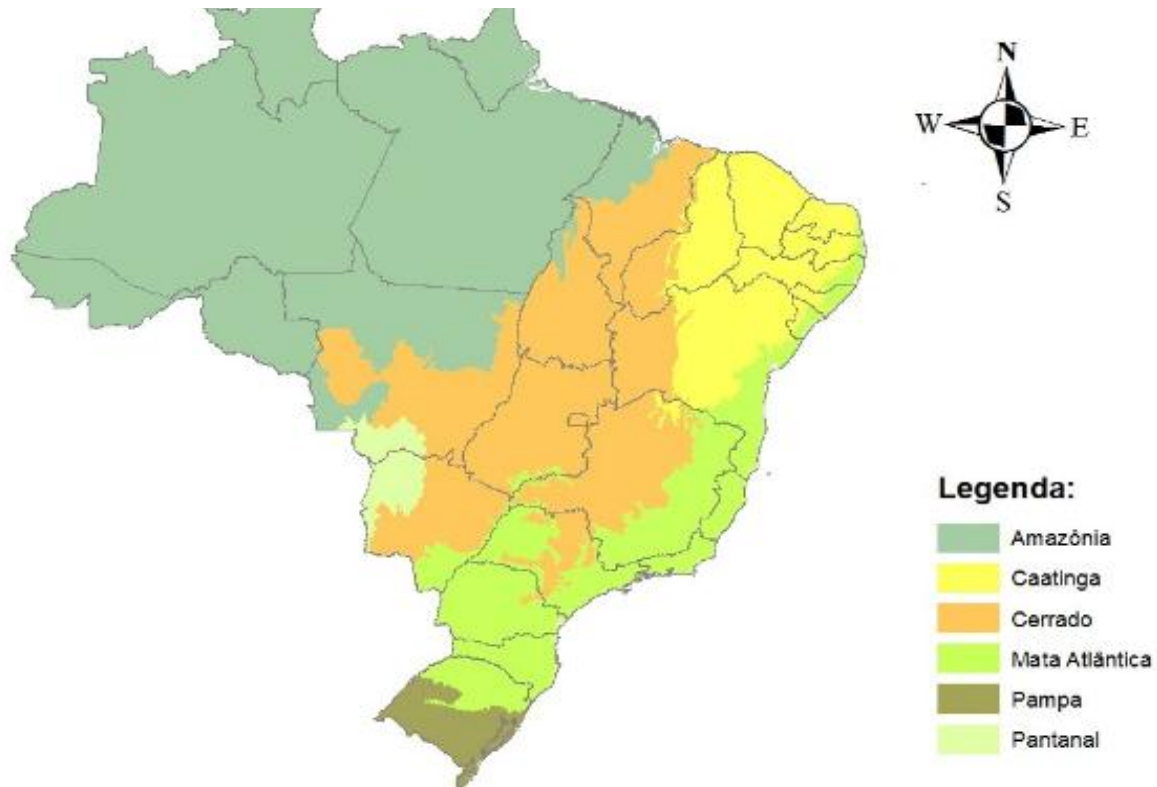 N
W E
S
Legenda:
Amazônia
Caatinga
Cerrado
Mata Atlântica
Pampa
Pantanal